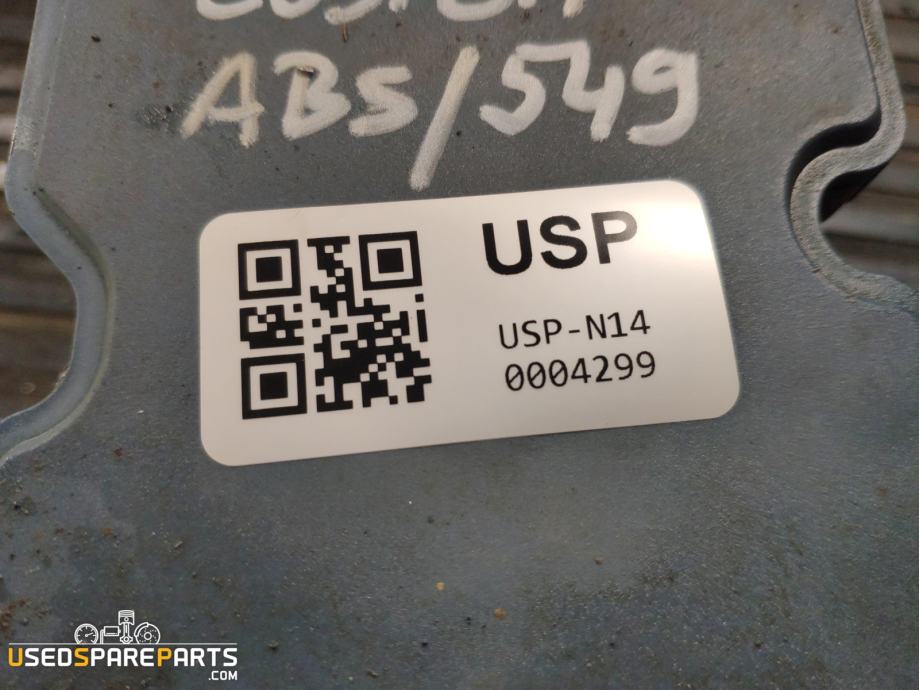 ABS/549
USP
USP-N14
0004299
USEDSPAREPARTS
.COM